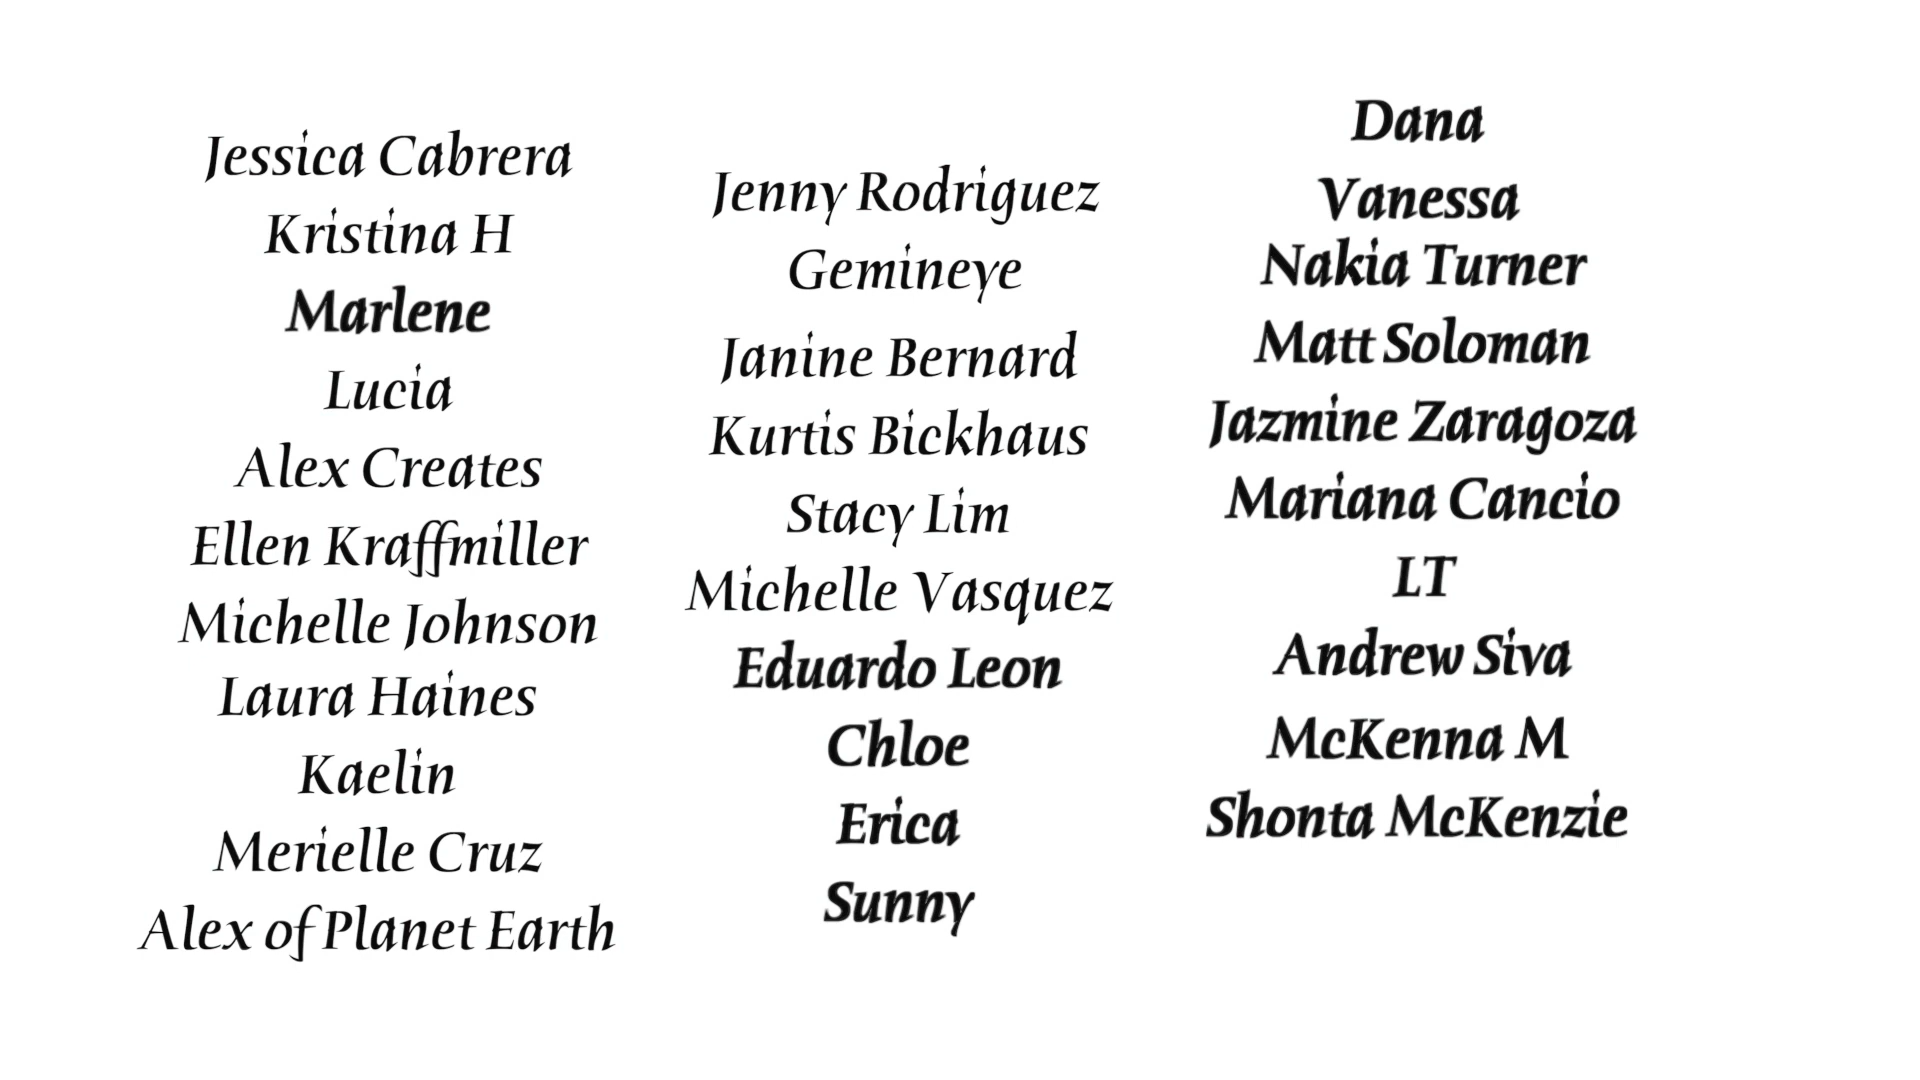 Jessica Cabrera
Kristina H
Marlene
Lucia
Alex Creates
Ellen Kraffmiller
Michelle Johnson
Laura Haines
Kaelin
Merielle Cruz
Alex of Planet Earth
Jenny Rodriguez
Gemineye
Janine Bernard
Kurtis Bickhaus
Stacy Lim
Michelle Vasquez
Eduardo Leon
Chloe
Erica
Sunny
Dana
Vanessa
Nakia Turner
Matt Soloman
Jazmine Zaragoza
Mariana Cancio
LT
Andrew Siva
McKenna M
Shonta McKenzie